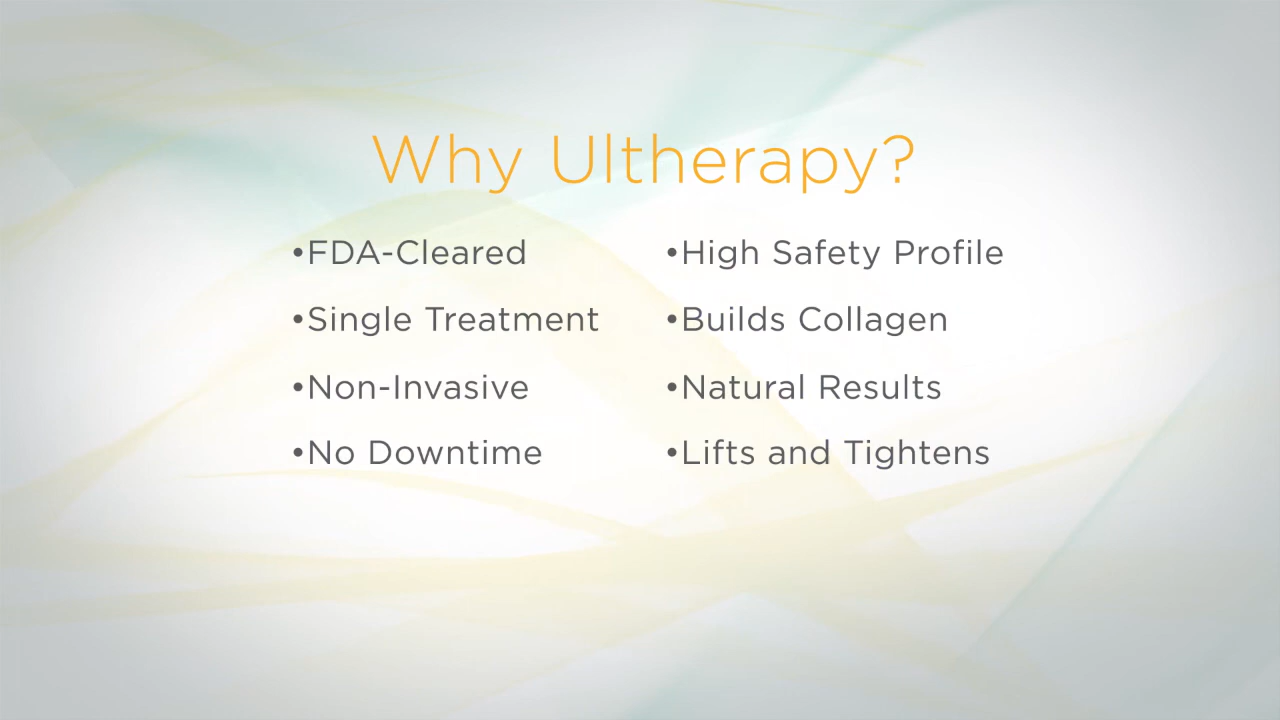 Why Ultherapy?
•FDA-Cleared
•Single Treatment
•Non-Invasive
•No Downtime
•High Safety Profile
•Builds Collagen
•Natural Results
•Lifts and Tightens